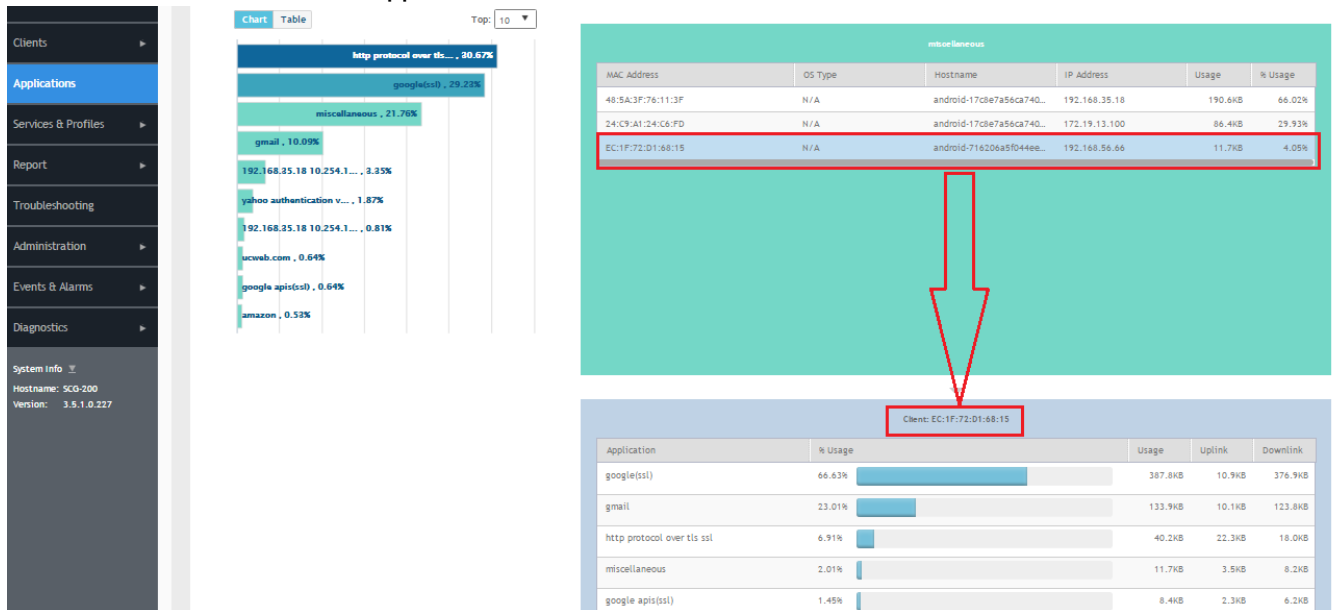 Clients
Applications
Services & Profiles
Report
Troubleshooting
Administration
Events & Alarms
Diagnostics
System Info
Hostname: SCG-200
Version: 3.5.1.0.227
Chart Table Top: 10
http protocol over tls... , 30.67%
google(ssl) , 29.23%
miscellaneous , 21.76%
gmail , 10.09%
192.168.35.18 10.254.1... , 3.35%
yahoo authentication v... , 1.87%
192.168.35.18 10.254.1... , 0.81%
ucweb.com , 0.64%
google apis(ssl) , 0.64%
amazon , 0.53%
miscellaneous
MAC Address OS Type Hostname IP Address Usage % Usage
48:5A:3F:76:11:3F N/A android-17c8e7a56ca740... 192.168.35.18 190.6KB 66.02%
24:C9:A1:24:C6:FD N/A android-17c8e7a56ca740... 172.19.13.100 86.4KB 29.93%
EC:1F:72:D1:68:15 N/A android-716206a5f044ee... 192.168.56.66 11.7KB 4.05%
Client: EC:1F:72:D1:68:15
Application % Usage Usage Uplink Downlink
google(ssl) 66.63% 387.8KB 10.9KB 376.9KB
gmail 23.01% 133.9KB 10.1KB 123.8KB
http protocol over tls ssl 6.91% 40.2KB 22.3KB 18.0KB
miscellaneous 2.01% 11.7KB 3.5KB 8.2KB
google apis(ssl) 1.45% 8.4KB 2.3KB 6.2KB